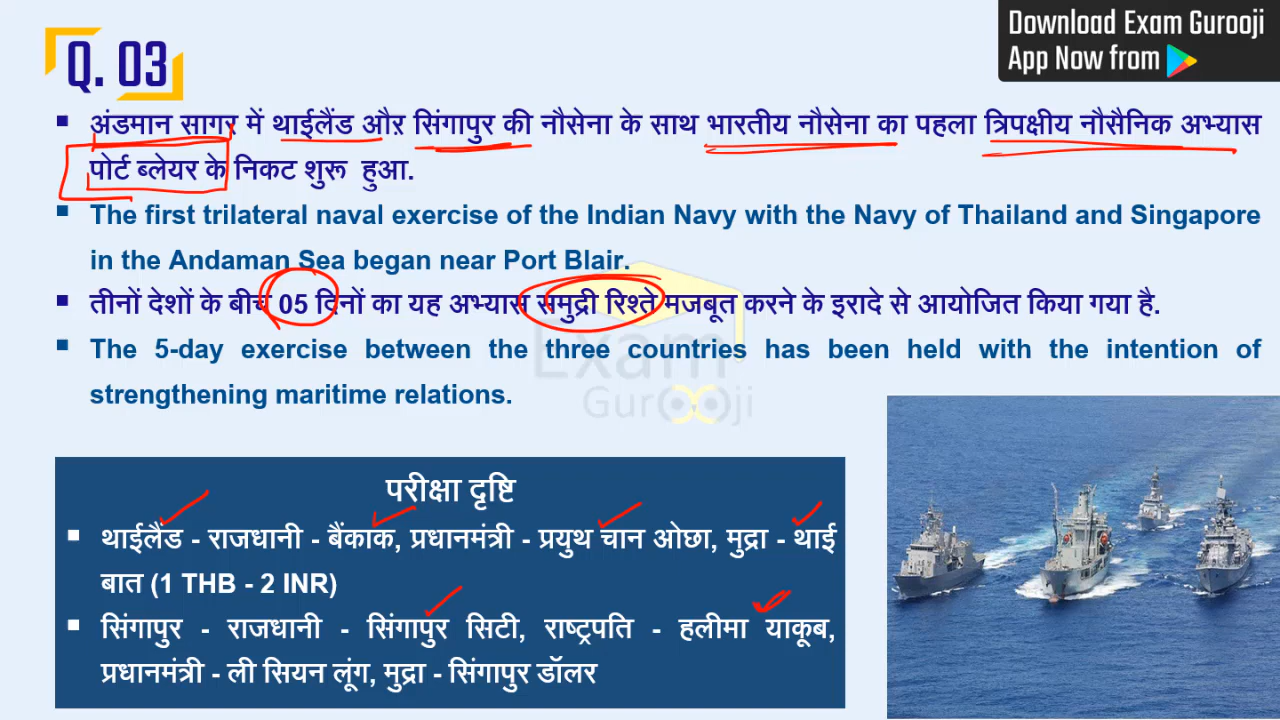 Download Exam Gurooji
App Now from
Q. 03
अंडमान सागर में थाईलैंड औऱ सिंगापुर की नौसेना के साथ भारतीय नौसेना का पहला त्रिपक्षीय नौसैनिक अभ्यास
पोर्ट ब्लेयर के निकट शुरू हुआ.
The first trilateral naval exercise of the Indian Navy with the Navy of Thailand and Singapore
in the Andaman Sea began near Port Blair.
तीनों देशों के बीच 05 दिनों का यह अभ्यास समुद्री रिश्ते मजबूत करने के इरादे से आयोजित किया गया है.
The 5-day exercise between the three countries has been held with the intention of
strengthening maritime relations.
Exam
Gurooji
परीक्षा दृष्टि
थाईलैंड - राजधानी - बैंकाक, प्रधानमंत्री - प्रयुथ चान ओछा, मुद्रा - थाई
बात (1 THB - 2 INR)
सिंगापुर - राजधानी - सिंगापुर सिटी, राष्ट्रपति - हलीमा याकूब,
प्रधानमंत्री - ली सियन लूंग, मुद्रा - सिंगापुर डॉलर